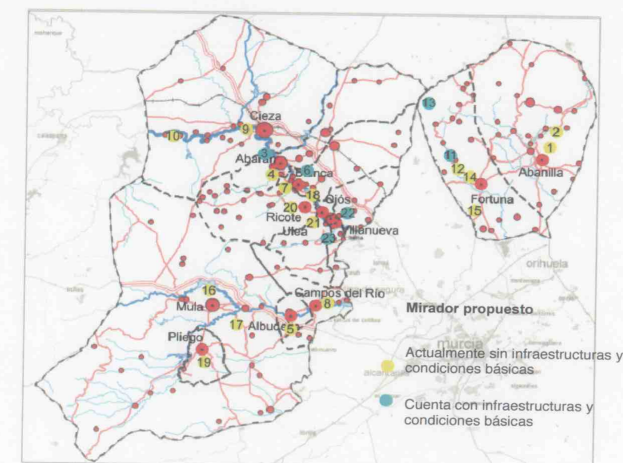 Cieza
13
10
9
3
2
1
Abarán
4
Blanca
7
11
12
14
Abanilla
18
20
Ojós
Fortuna
Ricote
21
22
15
Ulea
Villanueva
23
orihuela
16
Campos del Río
Mula
8
Mirador propuesto
17
Albudeite
5
murcia
Pliego
19
Actualmente sin infraestructuras y
condiciones básicas
alcantarilla
Cuenta con infraestructuras y
condiciones básicas